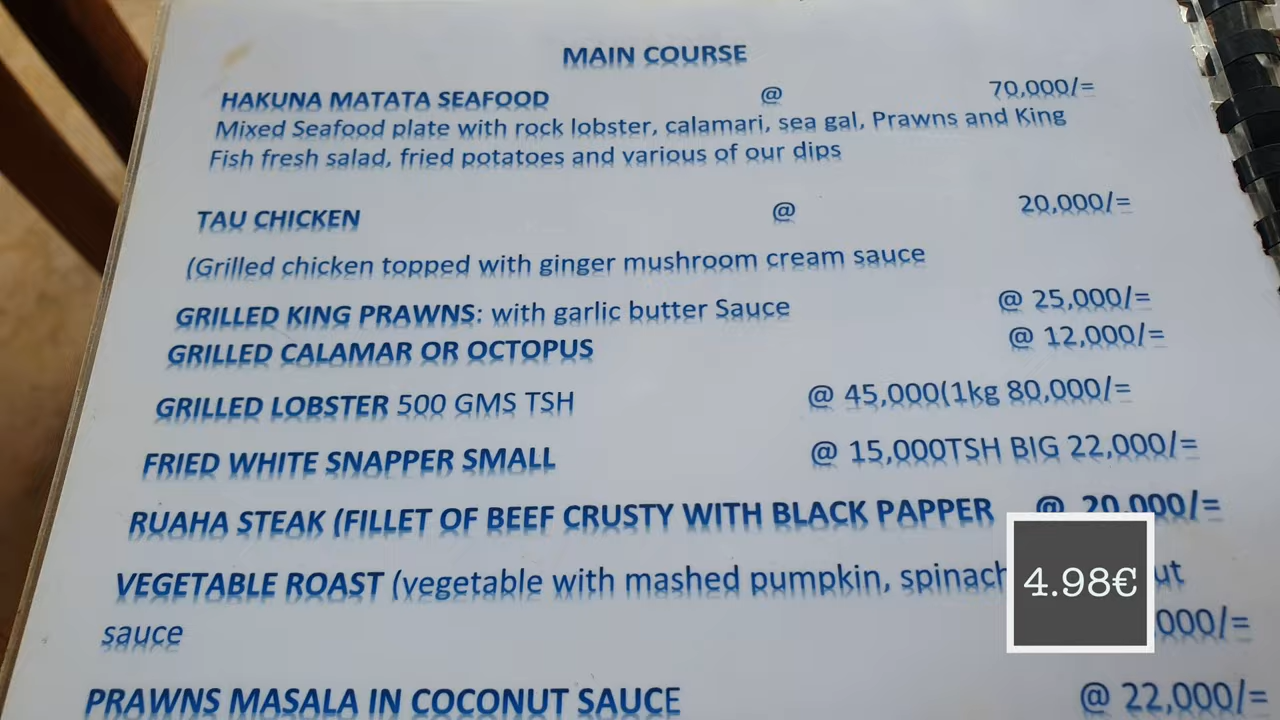 MAIN COURSE
HAKUNA MATATA SEAFOOD @ 70,000/=
Mixed Seafood plate with rock lobster, calamari, sea gal, Prawns and King
Fish fresh salad, fried potatoes and various of our dips
TAU CHICKEN @ 20,000/=
(Grilled chicken topped with ginger mushroom cream sauce
GRILLED KING PRAWNS: with garlic butter Sauce @ 25,000/=
GRILLED CALAMAR OR OCTOPUS @ 12,000/=
GRILLED LOBSTER 500 GMS TSH @ 45,000(1kg 80,000/=
FRIED WHITE SNAPPER SMALL @ 15,000TSH BIG 22,000/=
RUAHA STEAK (FILLET OF BEEF CRUSTY WITH BLACK PAPPER @ 20,000/=
VEGETABLE ROAST (vegetable with mashed pumpkin, spinach
4.98€
sauce 000/=
PRAWNS MASALA IN COCONUT SAUCE @ 22,000/=